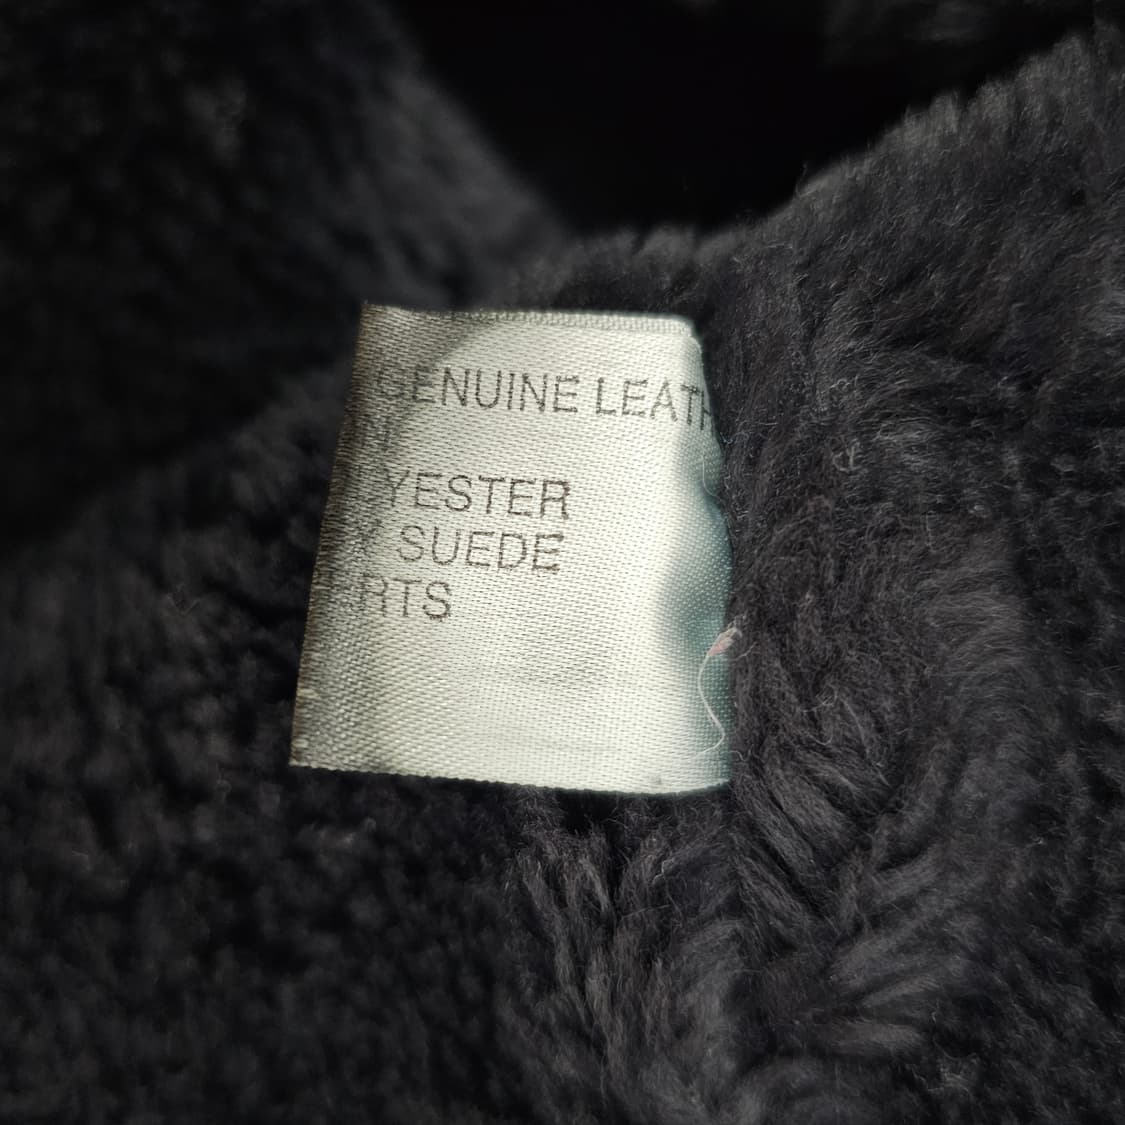 GENUINE LEATH
YESTER
SUEDE
RTS